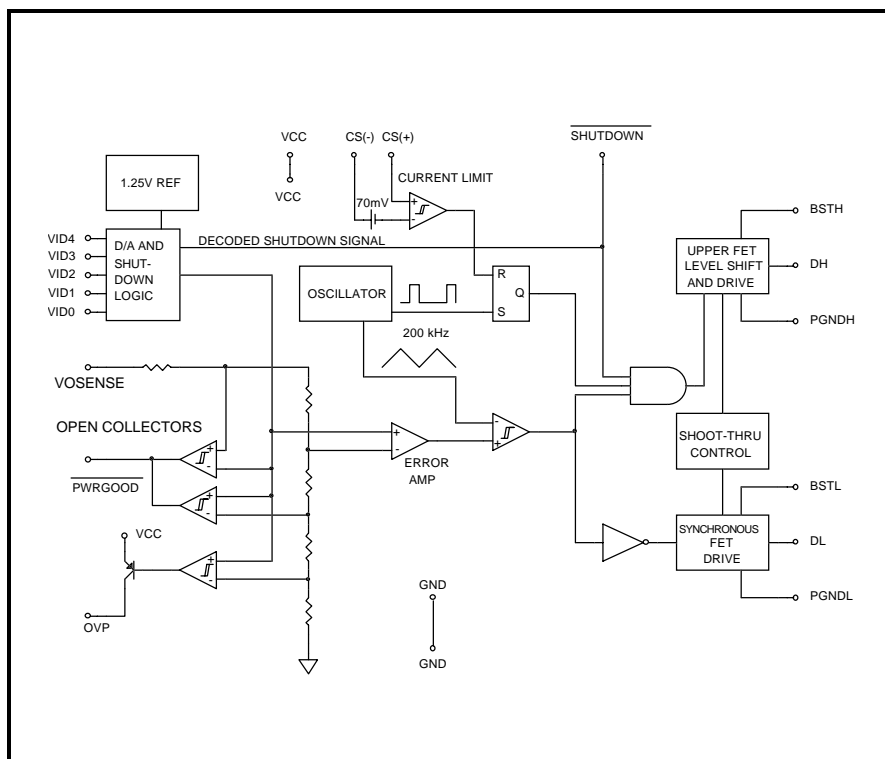 VCC CS(-) CS(+) SHUTDOWN
1.25V REF
CURRENT LIMIT
VCC
70mV
+
-
BSTH
VID4
VID3
VID2
VID1
VID0
D/A AND
SHUT-
DOWN
LOGIC
DECODED SHUTDOWN SIGNAL
UPPER FET
LEVEL SHIFT
AND DRIVE
DH
OSCILLATOR
R
Q
S
PGNDH
200 kHz
VOSENSE
-
+
OPEN COLLECTORS
+
-
+
-
ERROR
AMP
SHOOT-THRU
CONTROL
PWRGOOD
+
-
BSTL
VCC
+
-
SYNCHRONOUS
FET
DRIVE
DL
OVP
GND
PGNDL
GND